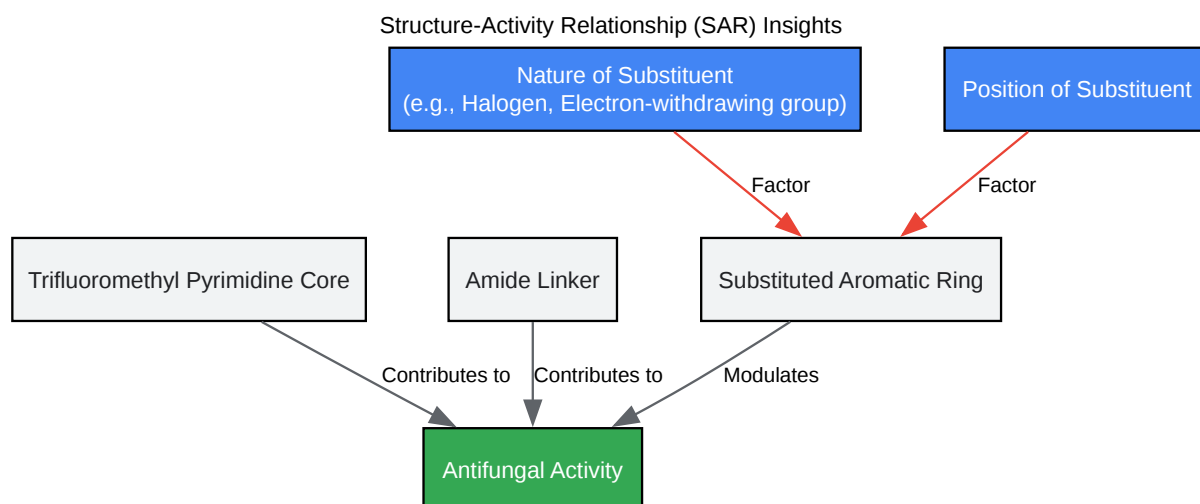 Structure-Activity Relationship (SAR) Insights
Nature of Substituent
(e.g., Halogen, Electron-withdrawing group)
Position of Substituent
Factor
Factor
Trifluoromethyl Pyrimidine Core
Amide Linker
Substituted Aromatic Ring
Contributes to
Contributes to
Modulates
Antifungal Activity